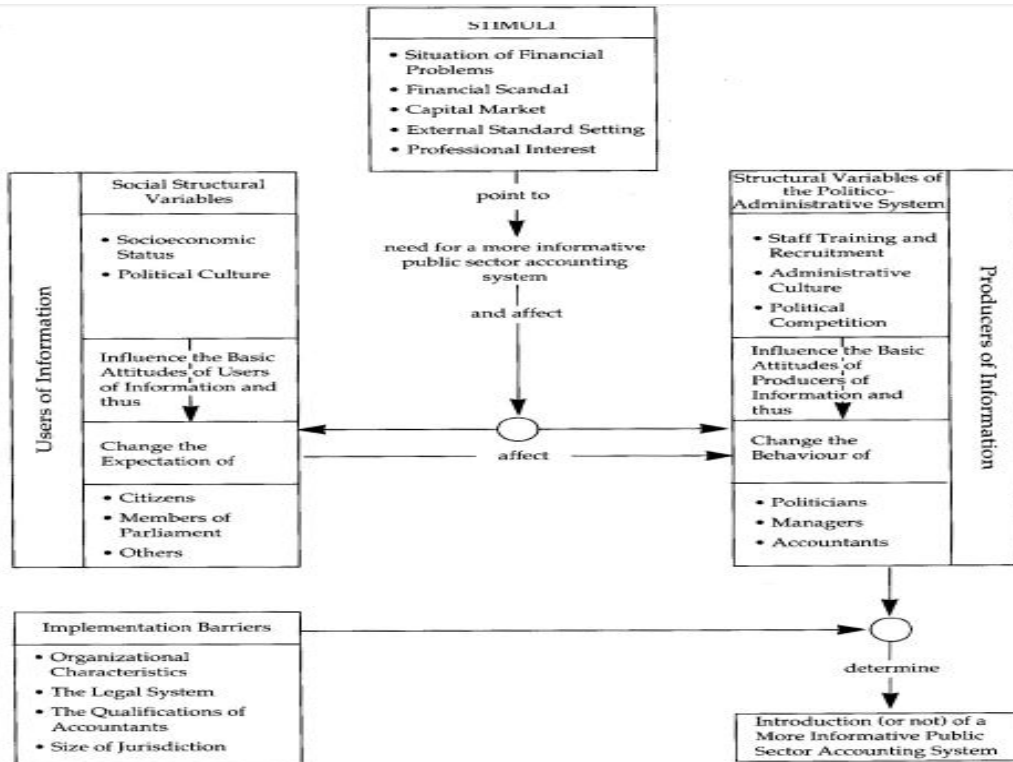 STIMULI
• Situation of Financial
Problems
• Financial Scandal
• Capital Market
• External Standard Setting
• Professional Interest
point to
need for a more informative
public sector accounting
system
and affect
Users of Information
Social Structural
Variables
• Socioeconomic
Status
• Political Culture
Influence the Basic
Attitudes of Users
of Information and
thus
Change the
Expectation of
• Citizens
• Members of
Parliament
• Others
affect
Structural Variables of
the Politico-
Administrative System
• Staff Training and
Recruitment
• Administrative
Culture
• Political
Competition
Influence the Basic
Attitudes of
Producers of
Information and
thus
Change the
Behaviour of
• Politicians
• Managers
• Accountants
Producers of Information
Implementation Barriers
• Organizational
Characteristics
• The Legal System
• The Qualifications of
Accountants
• Size of Jurisdiction
determine
Introduction (or not) of a
More Informative Public
Sector Accounting System